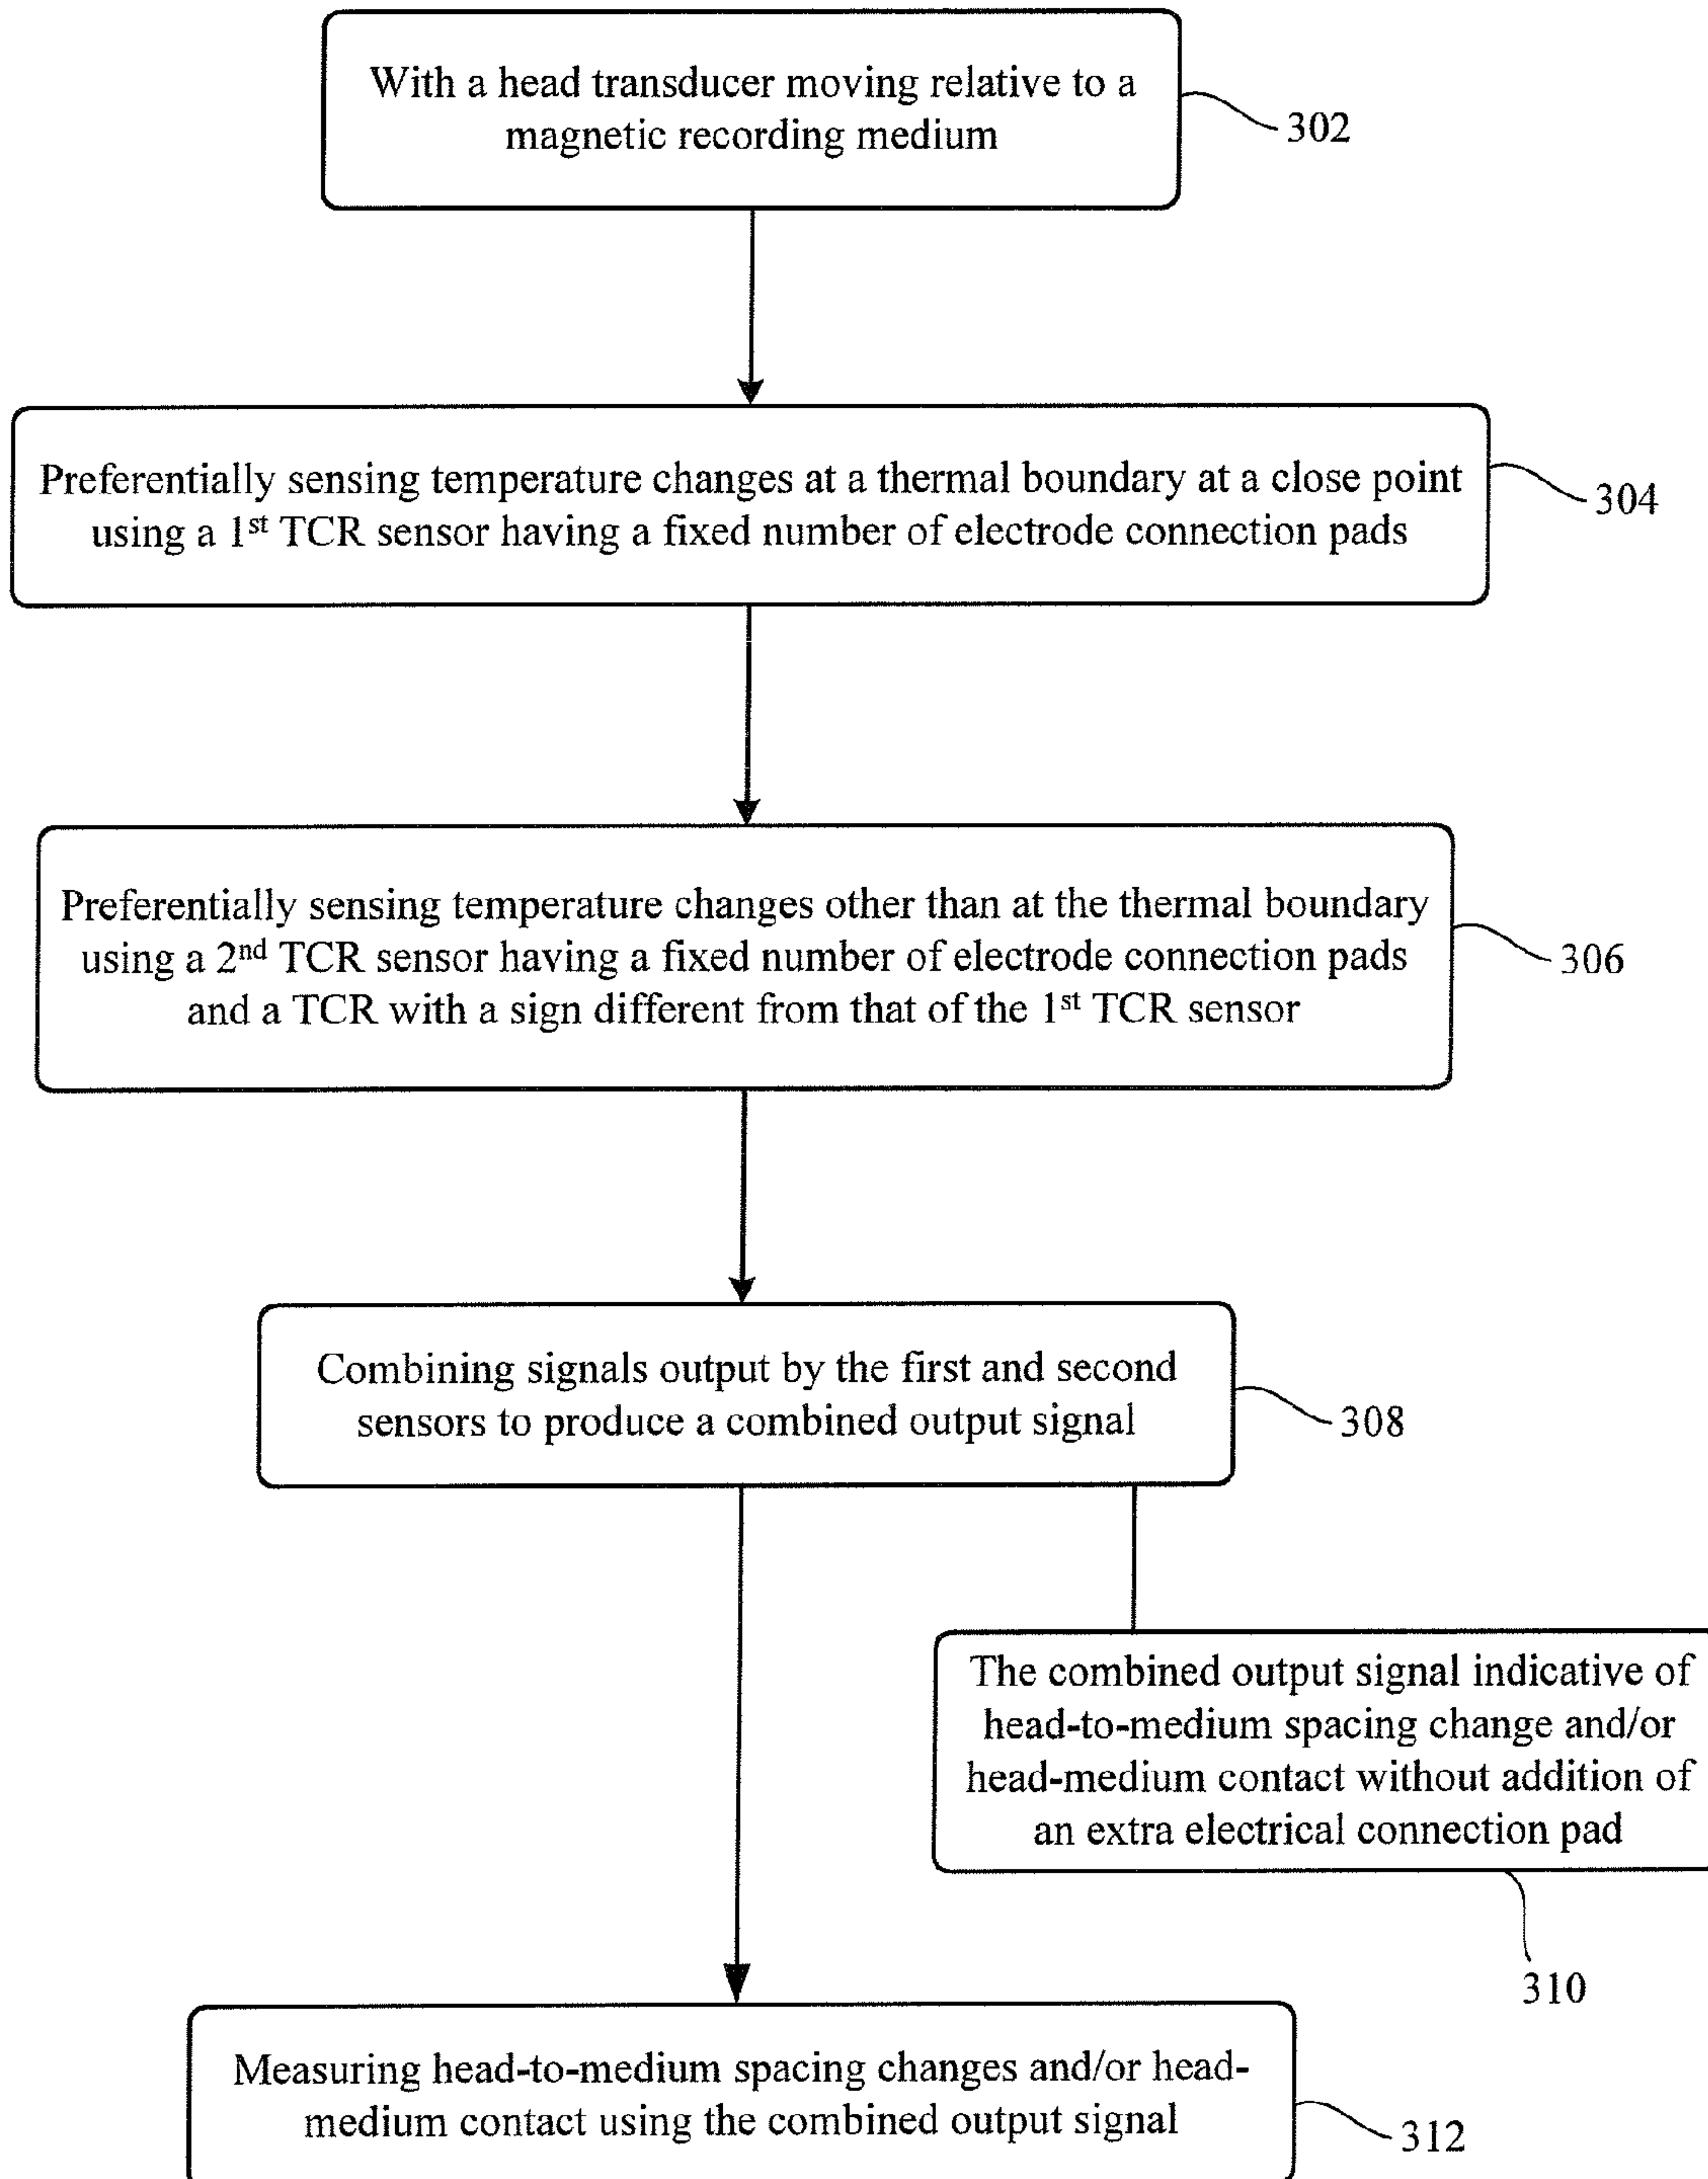 With a head transducer moving relative to a
magnetic recording medium
302
Preferentially sensing temperature changes at a thermal boundary at a close point
using a 1st TCR sensor having a fixed number of electrode connection pads
304
Preferentially sensing temperature changes other than at the thermal boundary
using a 2nd TCR sensor having a fixed number of electrode connection pads
and a TCR with a sign different from that of the 1st TCR sensor
306
Combining signals output by the first and second
sensors to produce a combined output signal
308
The combined output signal indicative of
head-to-medium spacing change and/or
head-medium contact without addition of
an extra electrical connection pad
310
Measuring head-to-medium spacing changes and/or head-
medium contact using the combined output signal
312